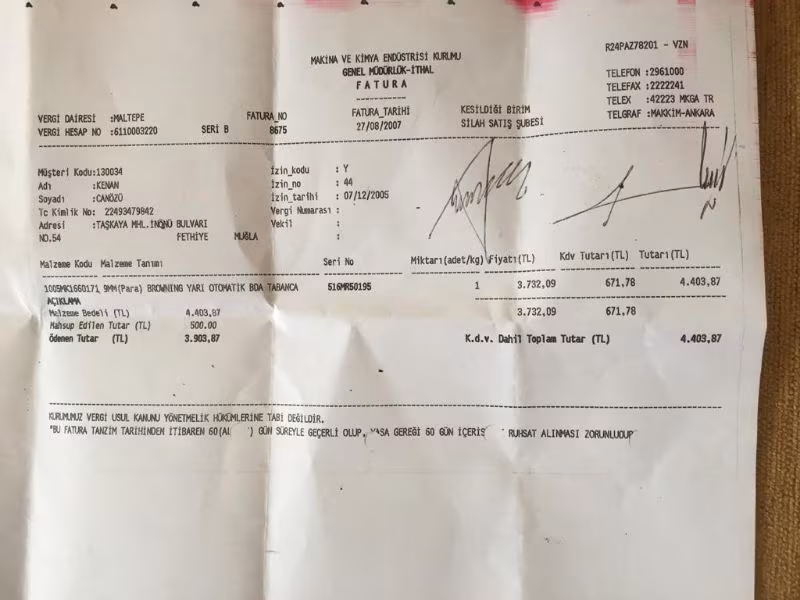 R24PAZ78201 - VZN
MAKİNA VE KİMYA ENDÜSTRİSİ KURUMU
GENEL MÜDÜRLÜK-İTHAL
FATURA
TELEFON :2961000
TELEFAX :2222241
TELEX :42223 MKGA TR
TELGRAF :MAKKİM-ANKARA
VERGİ DAİRESİ :MALTEPE
VERGİ HESAP NO :6110003220
SERİ B
FATURA_NO
8675
FATURA_TARİHİ
27/08/2007
KESİLDİĞİ BİRİM
SİLAH SATIŞ ŞUBESİ
Müşteri Kodu:130034
Adı :KENAN
Soyadı :CANÖZÜ
Tc Kimlik No: 22493479842
Adresi :TAŞKAYA MHL.İNÖNÜ BULVARI
NO.54 FETHİYE MUĞLA
İzin_kodu : Y
İzin_no : 44
İzin_tarihi : 07/12/2005
Vergi Numarası :
Vekil :
:
Malzeme Kodu Malzeme Tanımı Seri No Miktarı(adet/kg) Fiyatı(TL) Kdv Tutarı(TL) Tutarı(TL)
1005MK1660171 9MM(Para) BROWNING YARI OTOMATİK BDA TABANCA 516MR50195 1 3.732,09 671,78 4.403,87
AÇIKLAMA
Malzeme Bedeli (TL) 4.403,87 3.732,09 671,78
Mahsup Edilen Tutar (TL) 500.00
Ödenen Tutar (TL) 3.903,87 K.d.v. Dahil Toplam Tutar (TL) 4.403,87
KURUMUMUZ VERGİ USUL KANUNU YÖNETMELİK HÜKÜMLERİNE TABİ DEĞİLDİR.
"BU FATURA TANZİM TARİHİNDEN İTİBAREN 60(AL ) GÜN SÜREYLE GEÇERLİ OLUP, YASA GEREĞİ 60 GÜN İÇERİS RUHSAT ALINMASI ZORUNLUDUR